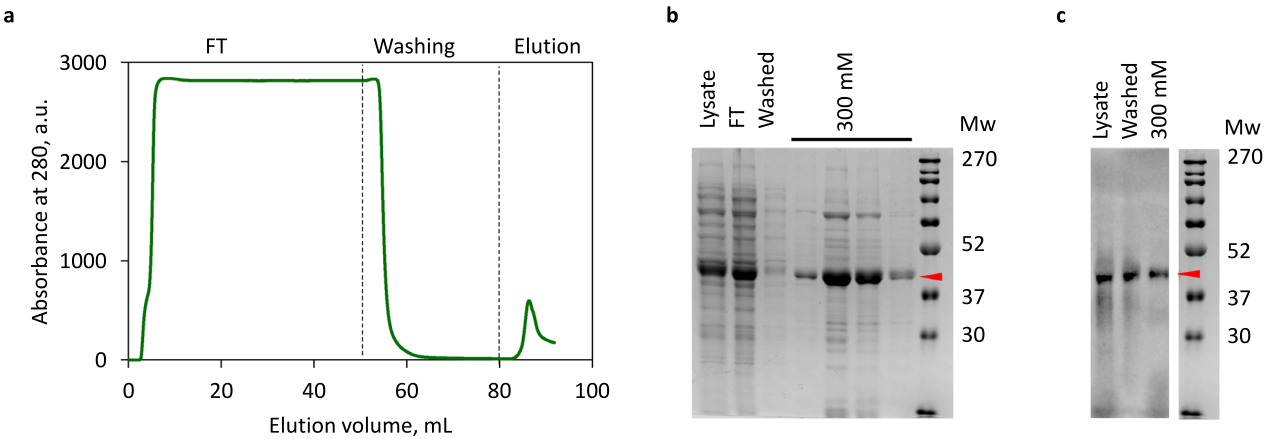 a
FT
Washing
Elution
3000
2000
1000
0
Absorbance at 280, a.u.
0
20
40
60
80
100
Elution volume, mL
b
Lysate
FT
Washed
300 mM
Mw
270
52
37
30
c
Lysate
Washed
300 mM
Mw
270
52
37
30